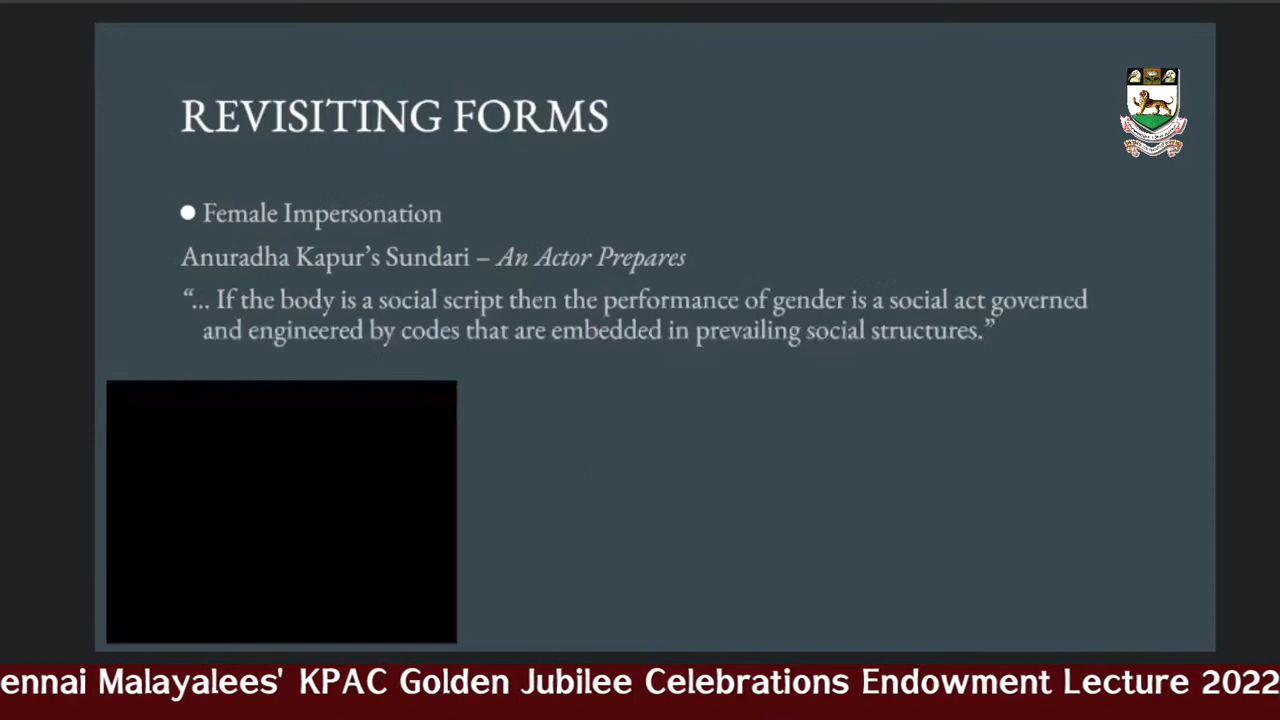 REVISITING FORMS
● Female Impersonation
Anuradha Kapur’s Sundari – An Actor Prepares
“... If the body is a social script then the performance of gender is a social act governed
and engineered by codes that are embedded in prevailing social structures.”
ennai Malayalees' KPAC Golden Jubilee Celebrations Endowment Lecture 2022